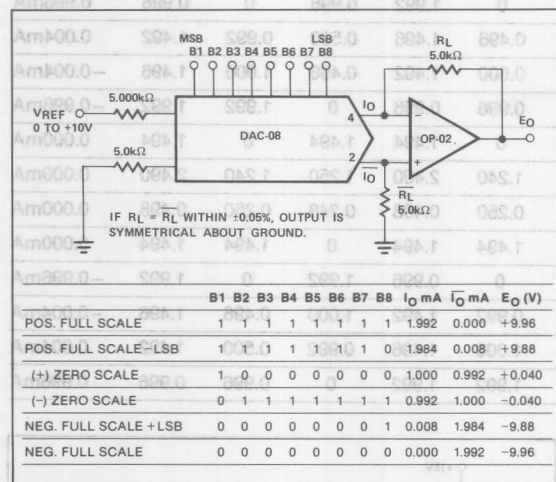 MSB LSB
B1 B2 B3 B4 B5 B6 B7 B8
RL
5.0kΩ
5.000kΩ
VREF
0 TO +10V
IO
4
EO
DAC-08
OP-02
5.0kΩ
2
IO
RL
5.0kΩ
IF RL = RL WITHIN ±0.05%, OUTPUT IS
SYMMETRICAL ABOUT GROUND.
B1 B2 B3 B4 B5 B6 B7 B8 IO mA IO mA EO (V)
POS. FULL SCALE 1 1 1 1 1 1 1 1 1.992 0.000 +9.96
POS. FULL SCALE –LSB 1 1 1 1 1 1 1 0 1.984 0.008 +9.88
(+) ZERO SCALE 1 0 0 0 0 0 0 0 1.000 0.992 +0.040
(–) ZERO SCALE 0 1 1 1 1 1 1 1 0.992 1.000 –0.040
NEG. FULL SCALE +LSB 0 0 0 0 0 0 0 1 0.008 1.984 –9.88
NEG. FULL SCALE 0 0 0 0 0 0 0 0 0.000 1.992 –9.96